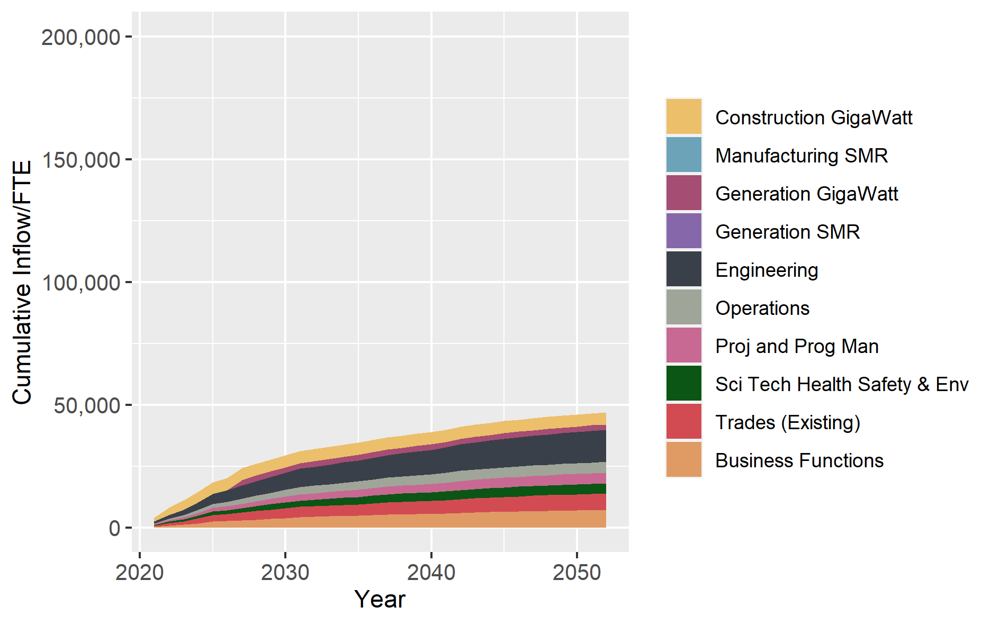 200,000
150,000
100,000
50,000
0
Cumulative Inflow/FTE
2020 2030 2040 2050
Year
Construction GigaWatt
Manufacturing SMR
Generation GigaWatt
Generation SMR
Engineering
Operations
Proj and Prog Man
Sci Tech Health Safety & Env
Trades (Existing)
Business Functions